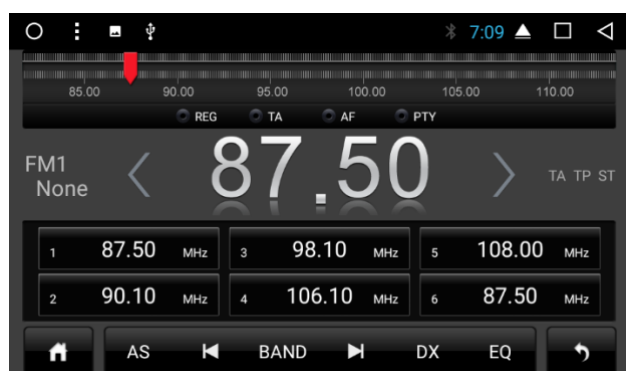 7:09
85.00 90.00 95.00 100.00 105.00 110.00
REG TA AF PTY
FM1
None
87.50
TA TP ST
1 87.50 MHz 3 98.10 MHz 5 108.00 MHz
2 90.10 MHz 4 106.10 MHz 6 87.50 MHz
AS BAND DX EQ